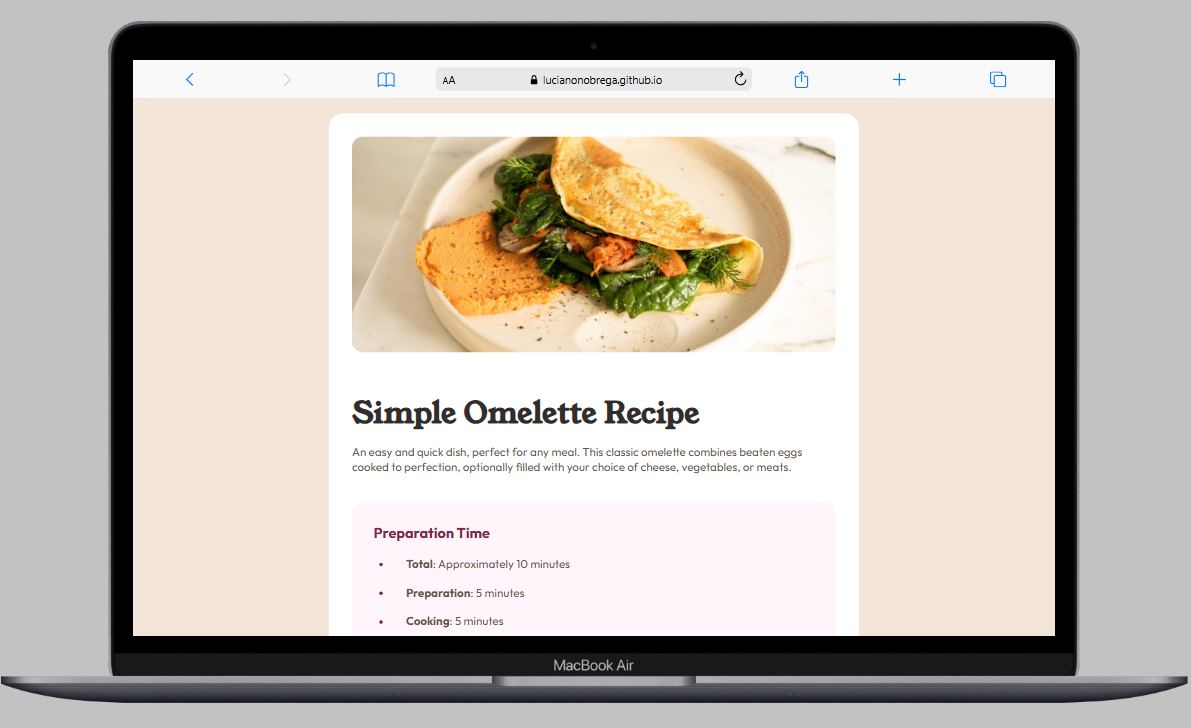 AA
lucianonobrega.github.io
Simple Omelette Recipe
An easy and quick dish, perfect for any meal. This classic omelette combines beaten eggs
cooked to perfection, optionally filled with your choice of cheese, vegetables, or meats.
Preparation Time
• Total: Approximately 10 minutes
• Preparation: 5 minutes
• Cooking: 5 minutes
MacBook Air